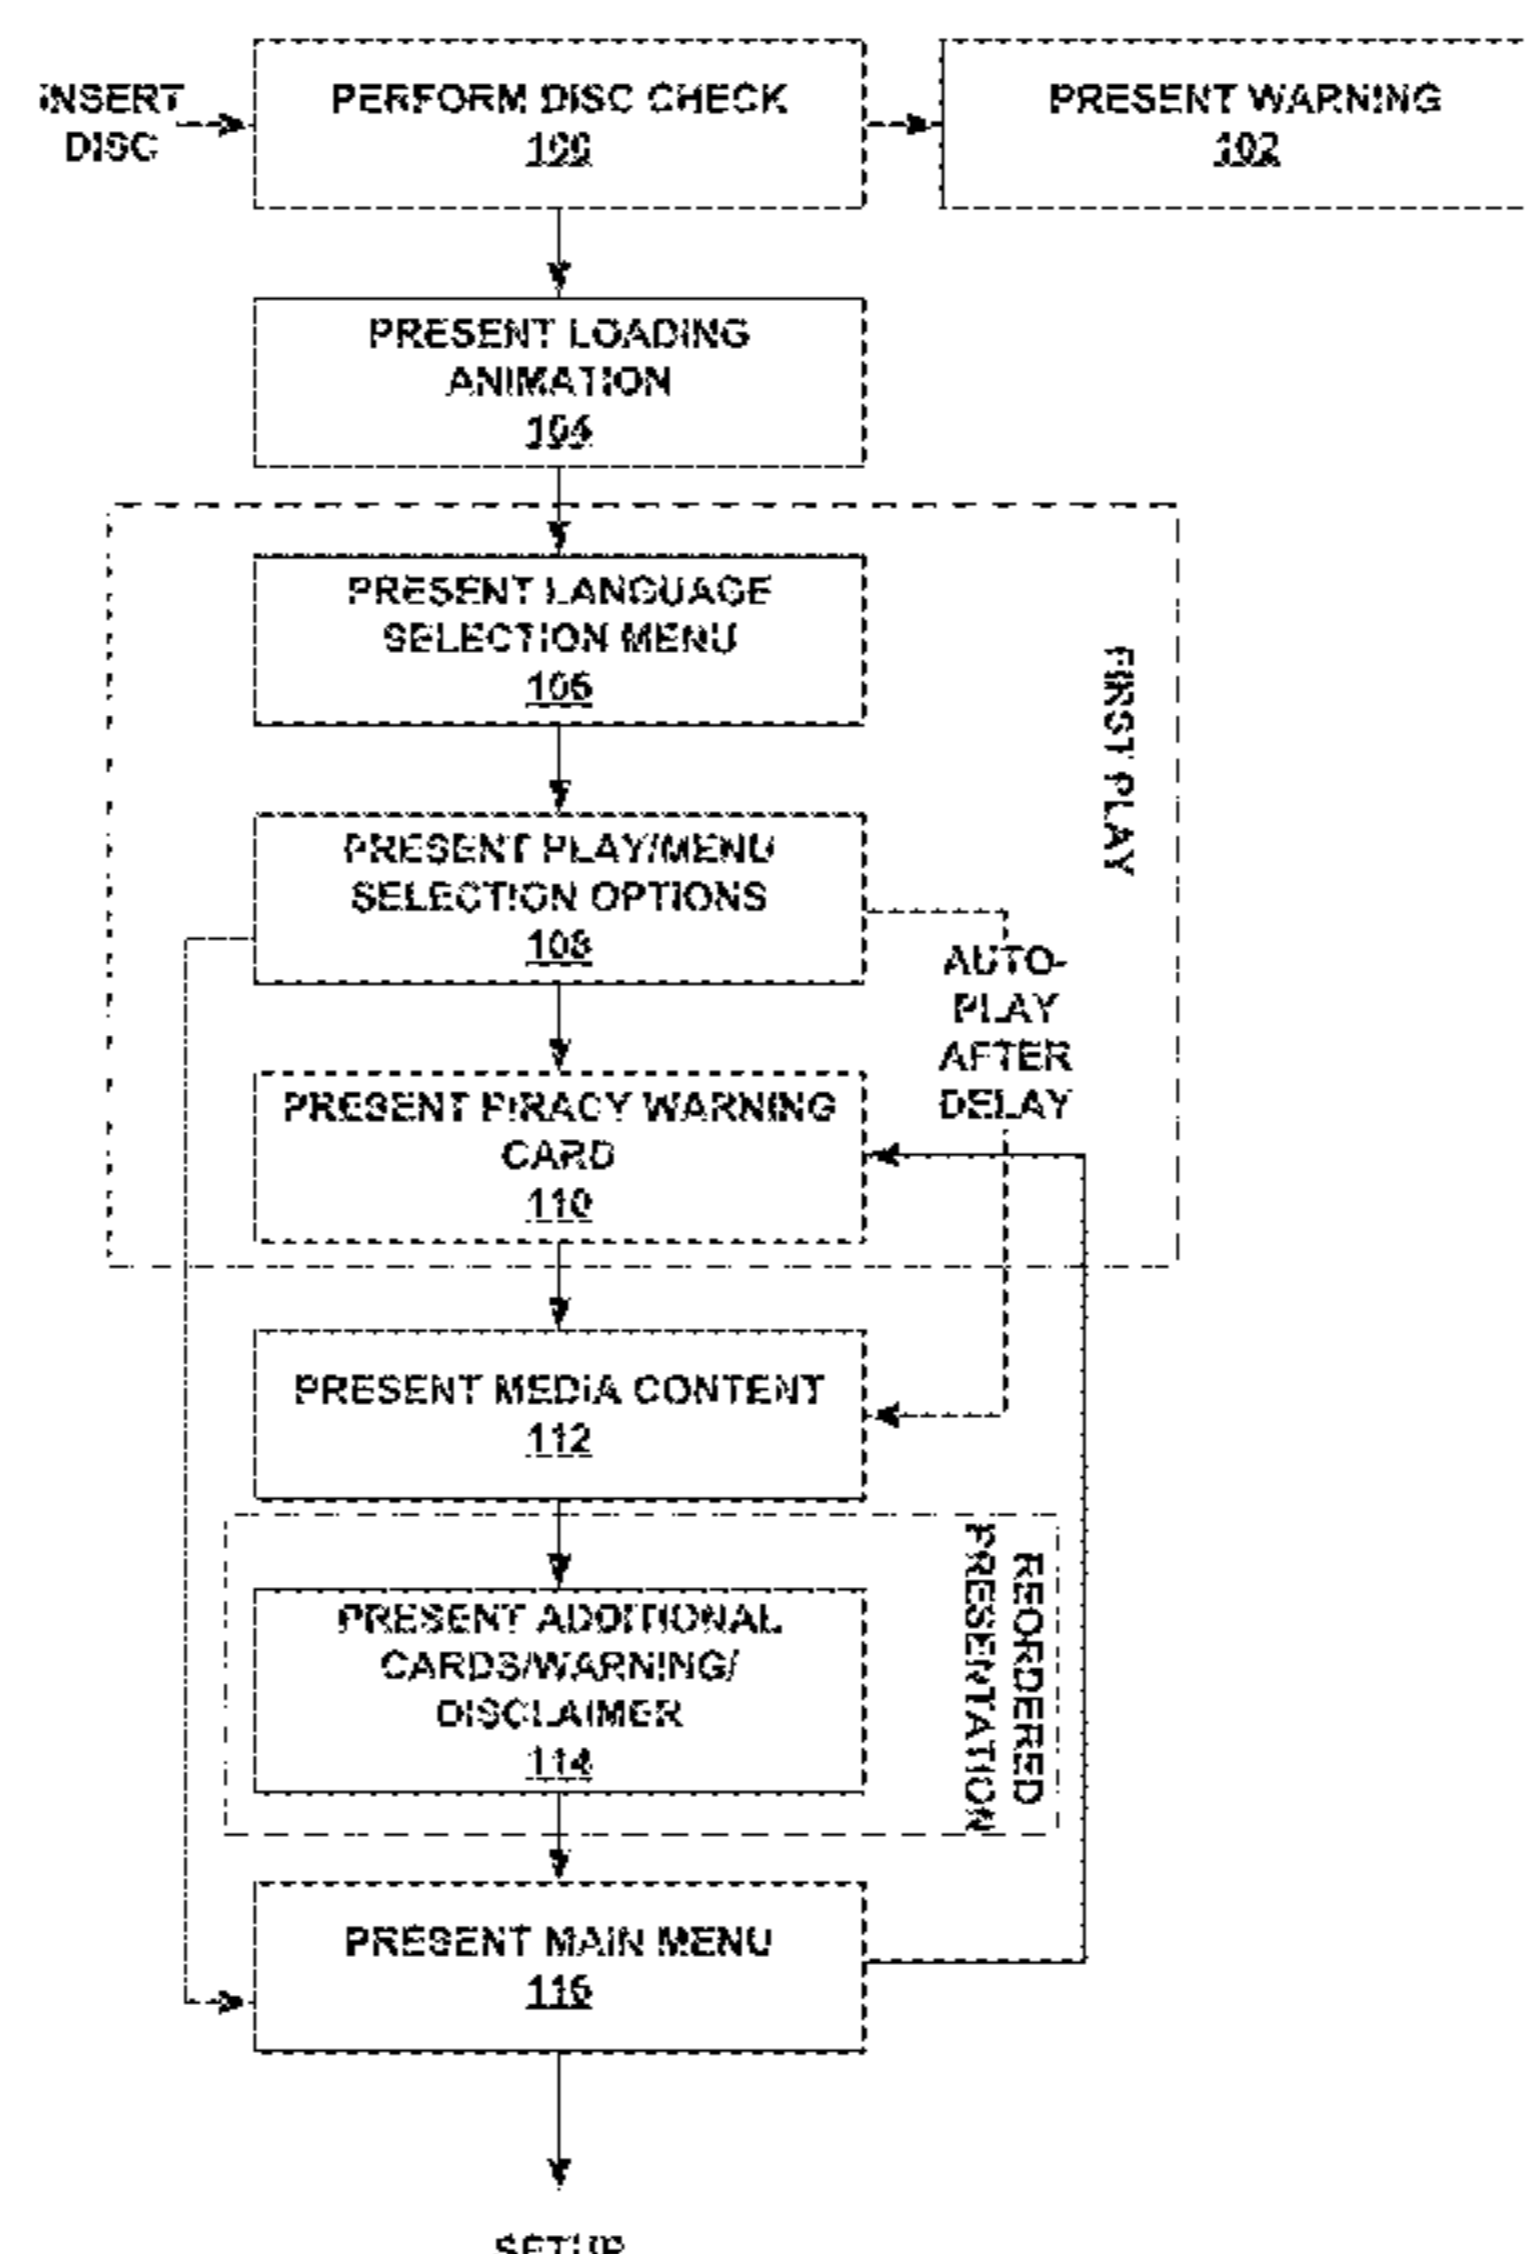 INSERT
DISC
PERFORM DISC CHECK
100
PRESENT WARNING
102
PRESENT LOADING
ANIMATION
104
PRESENT LANGUAGE
SELECTION MENU
106
FIRST PLAY
PRESENT PLAY/MENU
SELECTION OPTIONS
108
AUTO-
PLAY
AFTER
DELAY
PRESENT PIRACY WARNING
CARD
110
PRESENT MEDIA CONTENT
112
REORDERED
PRESENTATION
PRESENT ADDITIONAL
CARDS/WARNING/
DISCLAIMER
114
PRESENT MAIN MENU
116
SETUP